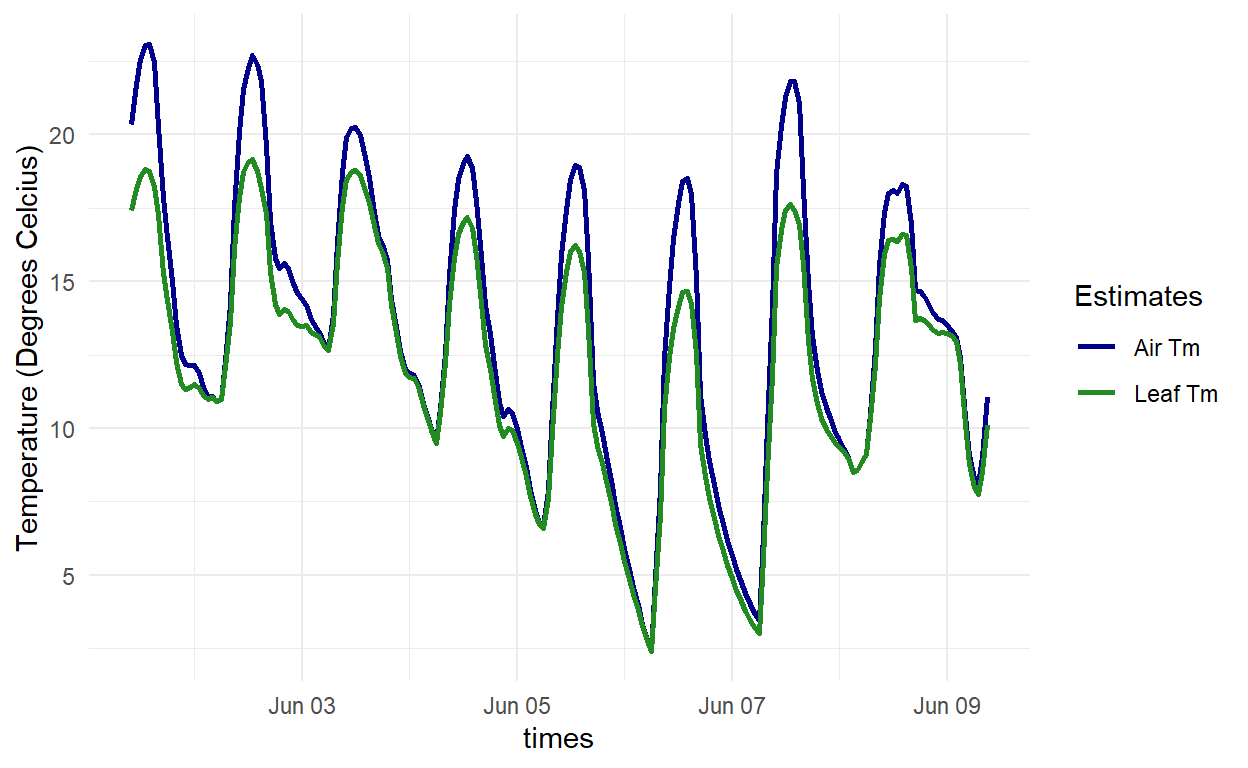 Temperature (Degrees Celcius)
20
15
10
5
Jun 03
Jun 05
Jun 07
Jun 09
times
Estimates
Air Tm
Leaf Tm